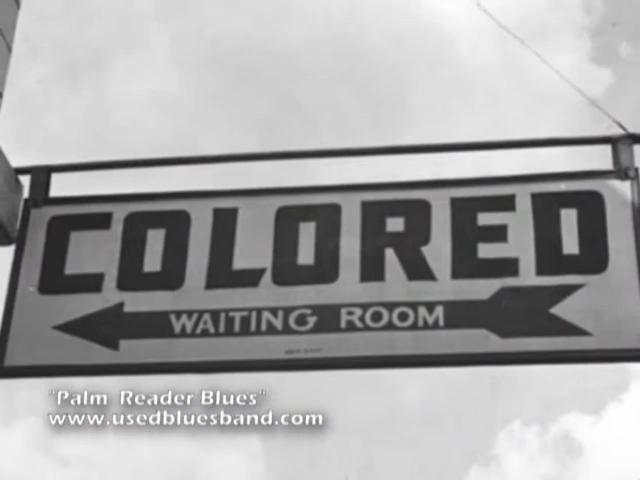 COLORED
WAITING ROOM
"Palm Reader Blues"
www.usedbluesband.com